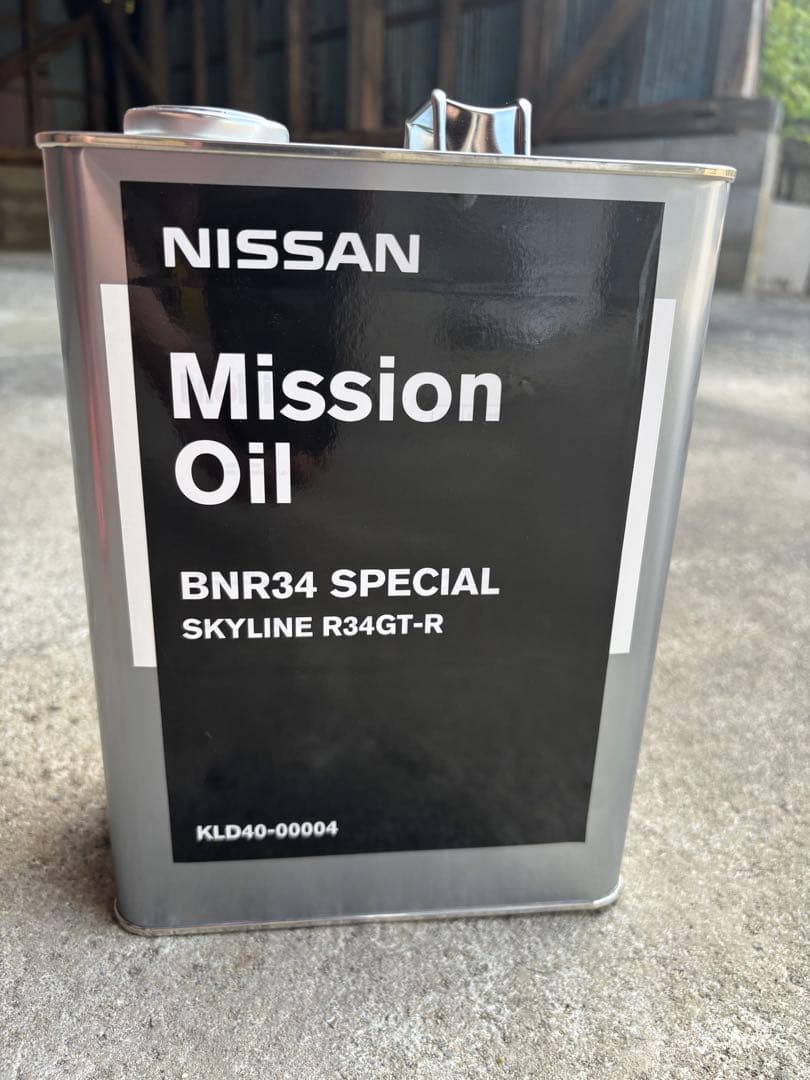 NISSAN
Mission
Oil
BNR34 SPECIAL
SKYLINE R34GT-R
KLD40-00004